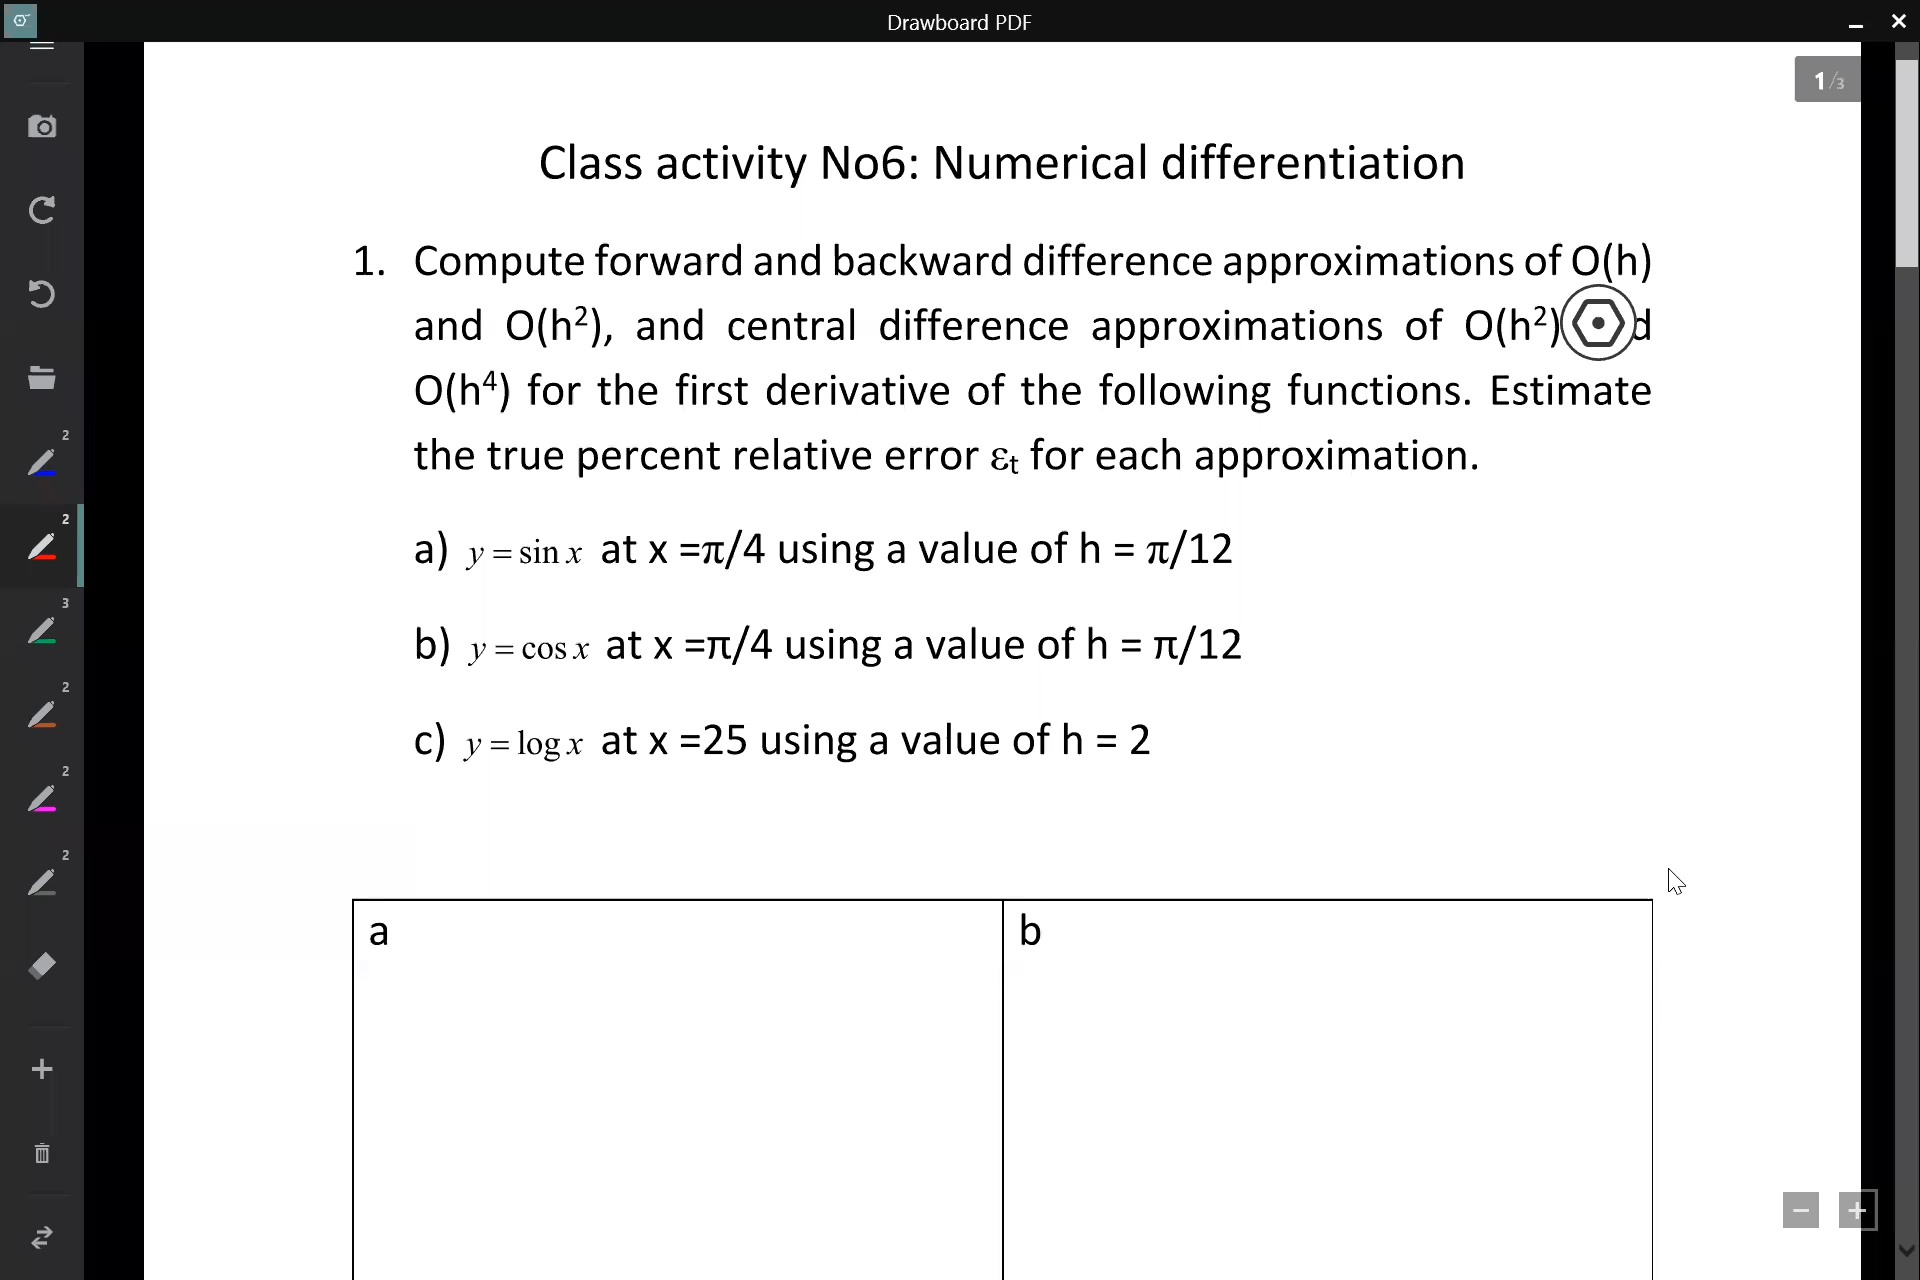 Drawboard PDF
1/3
Class activity No6: Numerical differentiation
1. Compute forward and backward difference approximations of O(h)
and O(h²), and central difference approximations of O(h²) d
O(h⁴) for the first derivative of the following functions. Estimate
the true percent relative error εt for each approximation.
2
2
a) y = sin x at x =π/4 using a value of h = π/12
3
b) y = cos x at x =π/4 using a value of h = π/12
2
c) y = log x at x =25 using a value of h = 2
2
2
a
b